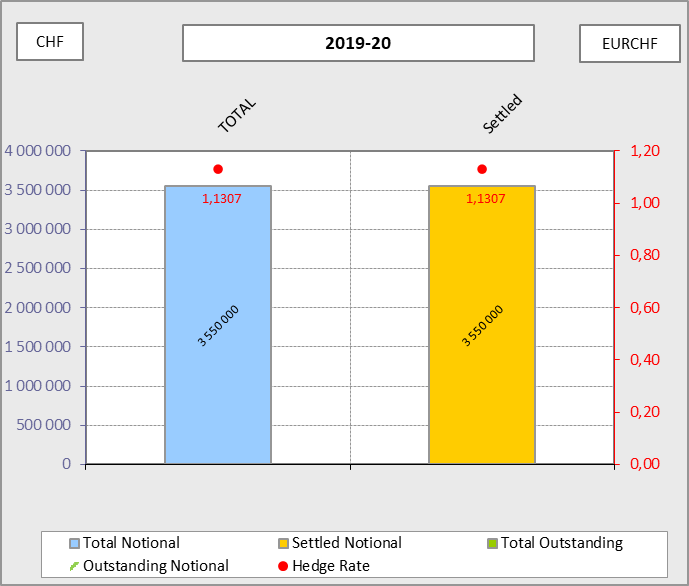 CHF
2019-20
EURCHF
TOTAL
Settled
4 000 000
3 500 000
3 000 000
2 500 000
2 000 000
1 500 000
1 000 000
500 000
0
1,1307
3 550 000
1,1307
3 550 000
1,20
1,00
0,80
0,60
0,40
0,20
0,00
Total Notional
Settled Notional
Total Outstanding
Outstanding Notional
Hedge Rate